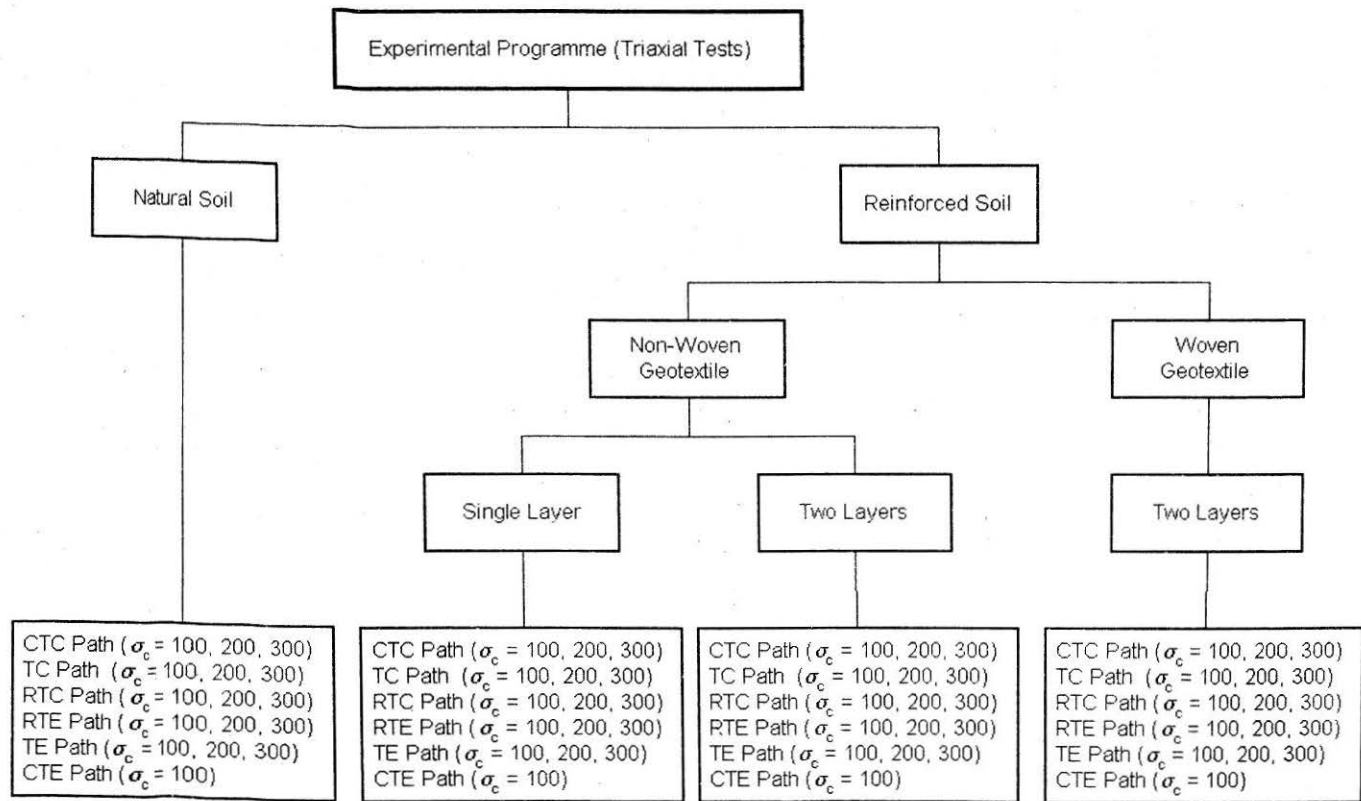 Experimental Programme (Triaxial Tests)
Natural Soil
Reinforced Soil
Non-Woven
Geotextile
Woven
Geotextile
Single Layer
Two Layers
Two Layers
CTC Path (σc = 100, 200, 300)
TC Path (σc = 100, 200, 300)
RTC Path (σc = 100, 200, 300)
RTE Path (σc = 100, 200, 300)
TE Path (σc = 100, 200, 300)
CTE Path (σc = 100)
CTC Path (σc = 100, 200, 300)
TC Path (σc = 100, 200, 300)
RTC Path (σc = 100, 200, 300)
RTE Path (σc = 100, 200, 300)
TE Path (σc = 100, 200, 300)
CTE Path (σc = 100)
CTC Path (σc = 100, 200, 300)
TC Path (σc = 100, 200, 300)
RTC Path (σc = 100, 200, 300)
RTE Path (σc = 100, 200, 300)
TE Path (σc = 100, 200, 300)
CTE Path (σc = 100)
CTC Path (σc = 100, 200, 300)
TC Path (σc = 100, 200, 300)
RTC Path (σc = 100, 200, 300)
RTE Path (σc = 100, 200, 300)
TE Path (σc = 100, 200, 300)
CTE Path (σc = 100)